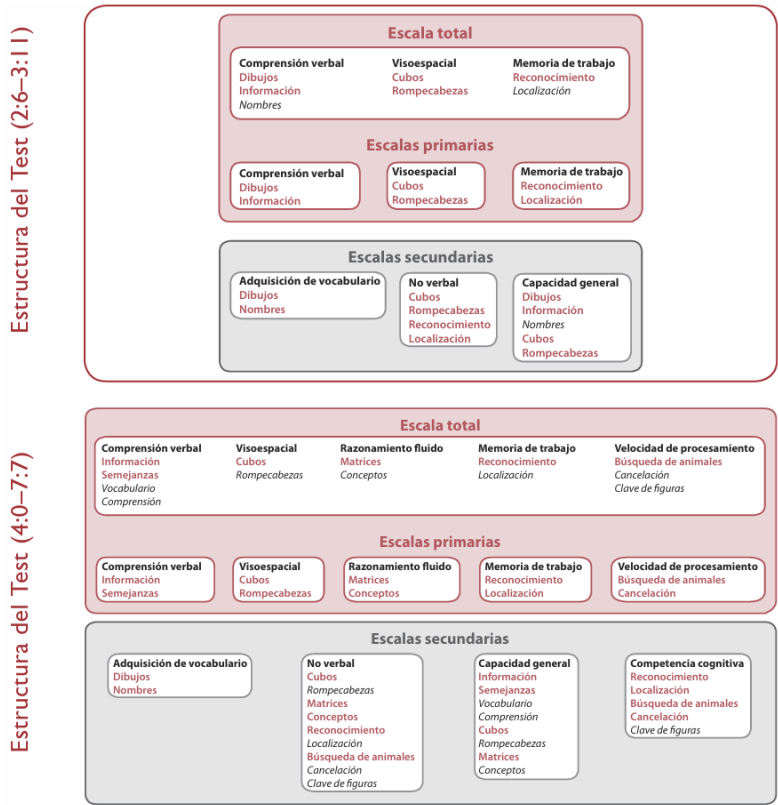 Estructura del Test (2:6–3:11)
Escala total
Comprensión verbal
Dibujos
Información
Nombres
Visoespacial
Cubos
Rompecabezas
Memoria de trabajo
Reconocimiento
Localización
Escalas primarias
Comprensión verbal
Dibujos
Información
Visoespacial
Cubos
Rompecabezas
Memoria de trabajo
Reconocimiento
Localización
Escalas secundarias
Adquisición de vocabulario
Dibujos
Nombres
No verbal
Cubos
Rompecabezas
Reconocimiento
Localización
Capacidad general
Dibujos
Información
Nombres
Cubos
Rompecabezas
Estructura del Test (4:0–7:7)
Escala total
Comprensión verbal
Información
Semejanzas
Vocabulario
Comprensión
Visoespacial
Cubos
Rompecabezas
Razonamiento fluido
Matrices
Conceptos
Memoria de trabajo
Reconocimiento
Localización
Velocidad de procesamiento
Búsqueda de animales
Cancelación
Clave de figuras
Escalas primarias
Comprensión verbal
Información
Semejanzas
Visoespacial
Cubos
Rompecabezas
Razonamiento fluido
Matrices
Conceptos
Memoria de trabajo
Reconocimiento
Localización
Velocidad de procesamiento
Búsqueda de animales
Cancelación
Escalas secundarias
Adquisición de vocabulario
Dibujos
Nombres
No verbal
Cubos
Rompecabezas
Matrices
Conceptos
Reconocimiento
Localización
Búsqueda de animales
Cancelación
Clave de figuras
Capacidad general
Información
Semejanzas
Vocabulario
Comprensión
Cubos
Rompecabezas
Matrices
Conceptos
Competencia cognitiva
Reconocimiento
Localización
Búsqueda de animales
Cancelación
Clave de figuras